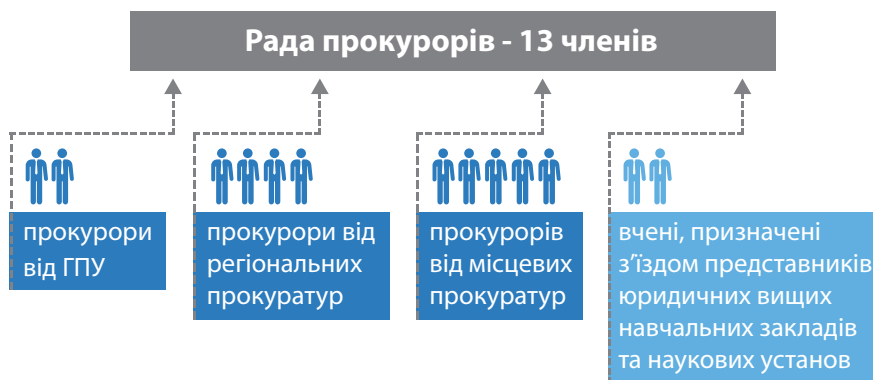 Рада прокурорів - 13 членів
прокурори
від ГПУ
прокурори від
регіональних
прокуратур
прокурорів
від місцевих
прокуратур
вчені, призначені
з’їздом представників
юридичних вищих
навчальних закладів
та наукових установ